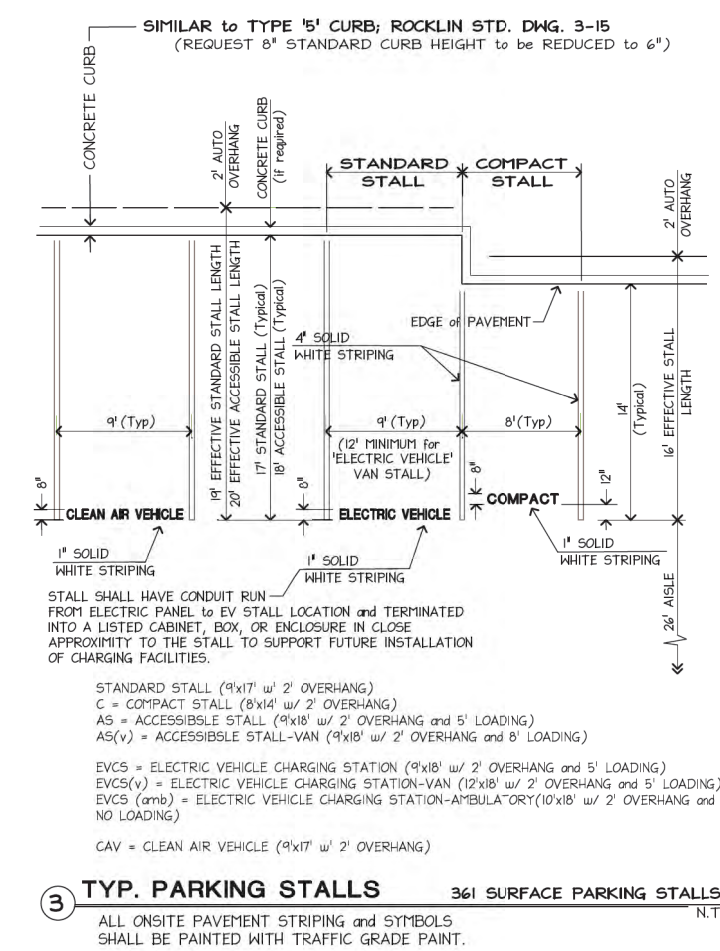 SIMILAR to TYPE '5' CURB; ROCKLIN STD. DWG. 3-15
(REQUEST 8" STANDARD CURB HEIGHT to be REDUCED to 6")
CONCRETE CURB
2' AUTO
OVERHANG
CONCRETE CURB
(if required)
STANDARD
STALL
COMPACT
STALL
2' AUTO
OVERHANG
19' EFFECTIVE STANDARD STALL LENGTH
20' EFFECTIVE ACCESSIBLE STALL LENGTH
17' STANDARD STALL (Typical)
18' ACCESSIBLE STALL (Typical)
EDGE of PAVEMENT
4" SOLID
WHITE STRIPING
14'
(Typical)
16' EFFECTIVE STALL
LENGTH
9' (Typ)
9' (Typ)
8'(Typ)
(12' MINIMUM for
'ELECTRIC VEHICLE'
VAN STALL)
8"
8"
8"
12"
CLEAN AIR VEHICLE
ELECTRIC VEHICLE
COMPACT
1" SOLID
WHITE STRIPING
1" SOLID
WHITE STRIPING
1" SOLID
WHITE STRIPING
26' AISLE
STALL SHALL HAVE CONDUIT RUN
FROM ELECTRIC PANEL to EV STALL LOCATION and TERMINATED
INTO A LISTED CABINET, BOX, OR ENCLOSURE IN CLOSE
APPROXIMITY TO THE STALL TO SUPPORT FUTURE INSTALLATION
OF CHARGING FACILITIES.
STANDARD STALL (9'x17' w' 2' OVERHANG)
C = COMPACT STALL (8'x14' w/ 2' OVERHANG)
AS = ACCESSIBSLE STALL (9'x18' w/ 2' OVERHANG and 5' LOADING)
AS(v) = ACCESSIBSLE STALL-VAN (9'x18' w/ 2' OVERHANG and 8' LOADING)
EVCS = ELECTRIC VEHICLE CHARGING STATION (9'x18' w/ 2' OVERHANG and 5' LOADING)
EVCS(v) = ELECTRIC VEHICLE CHARGING STATION-VAN (12'x18' w/ 2' OVERHANG and 5' LOADING)
EVCS (amb) = ELECTRIC VEHICLE CHARGING STATION-AMBULATORY(10'x18' w/ 2' OVERHANG and
NO LOADING)
CAV = CLEAN AIR VEHICLE (9'x17' w' 2' OVERHANG)
3 TYP. PARKING STALLS 361 SURFACE PARKING STALLS
N.T
ALL ONSITE PAVEMENT STRIPING and SYMBOLS
SHALL BE PAINTED WITH TRAFFIC GRADE PAINT.